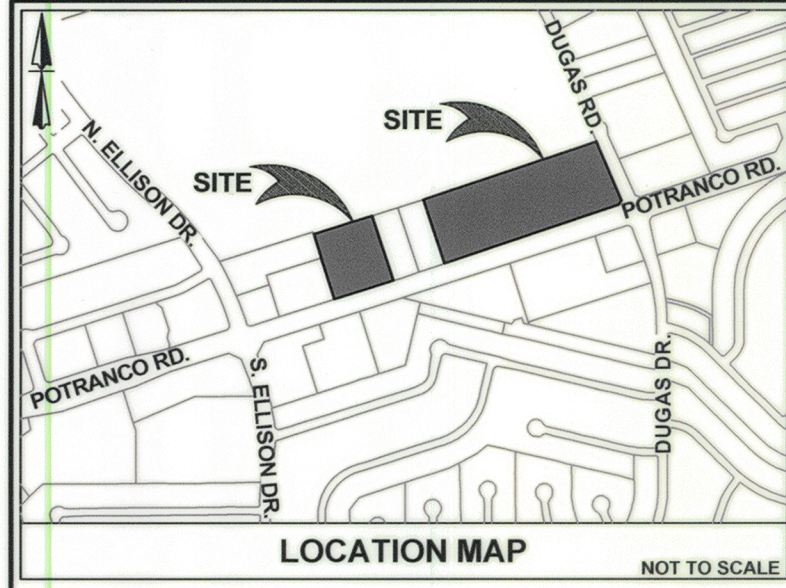 DUGAS RD.
SITE
N. ELLISON DR.
SITE
POTRANCO RD.
POTRANCO RD.
S. ELLISON DR.
DUGAS DR.
LOCATION MAP
NOT TO SCALE